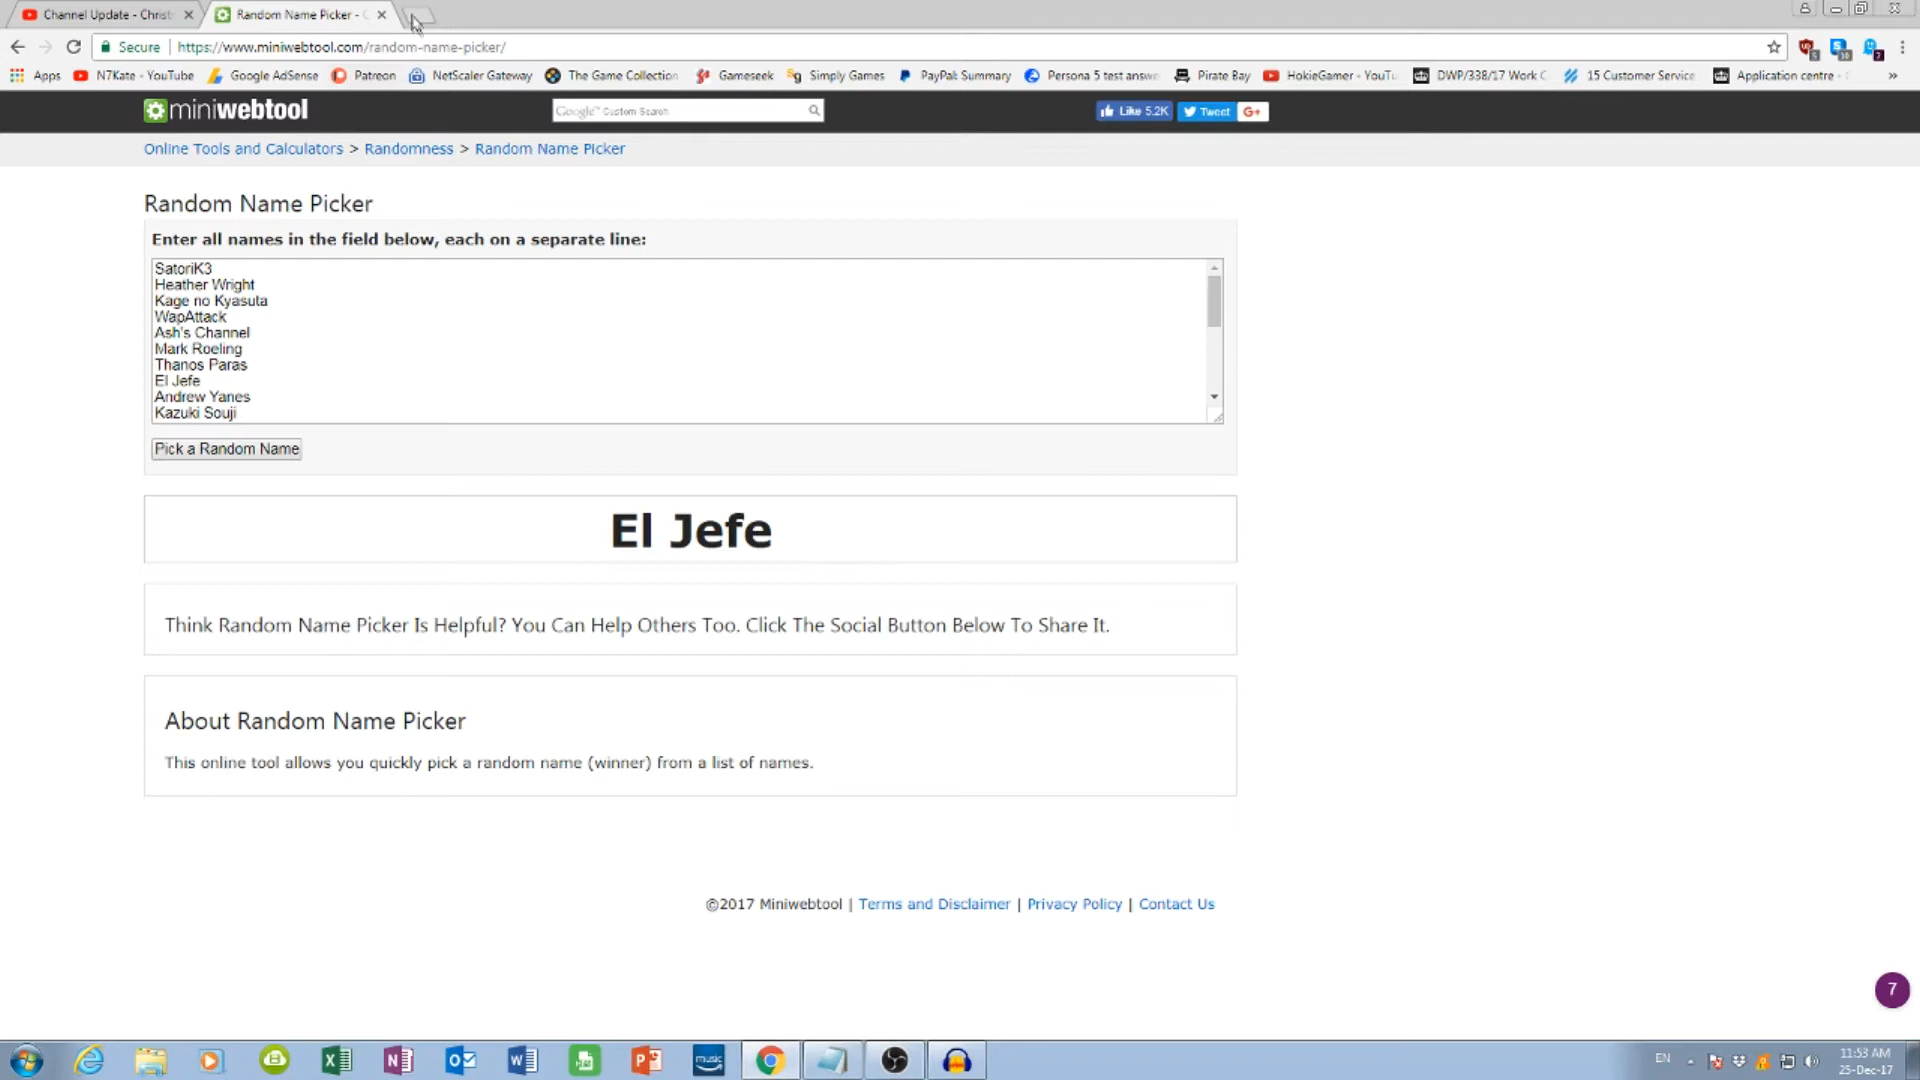 Channel Update - Christ
Random Name Picker -
Secure https://www.miniwebtool.com/random-name-picker/
Apps N7Kate - YouTube Google AdSense Patreon NetScaler Gateway The Game Collection Gameseek Simply Games PayPal: Summary Persona 5 test answ Pirate Bay HokieGamer - YouTu DWP/338/17 Work C 15 Customer Service Application centre - »
miniwebtool
Google™ Custom Search
Like 5.2K
Tweet
G+
Online Tools and Calculators > Randomness > Random Name Picker
Random Name Picker
Enter all names in the field below, each on a separate line:
SatoriK3
Heather Wright
Kage no Kyasuta
WapAttack
Ash's Channel
Mark Roeling
Thanos Paras
El Jefe
Andrew Yanes
Kazuki Souji
Pick a Random Name
El Jefe
Think Random Name Picker Is Helpful? You Can Help Others Too. Click The Social Button Below To Share It.
About Random Name Picker
This online tool allows you quickly pick a random name (winner) from a list of names.
©2017 Miniwebtool | Terms and Disclaimer | Privacy Policy | Contact Us
7
music
EN
11:53 AM
25-Dec-17